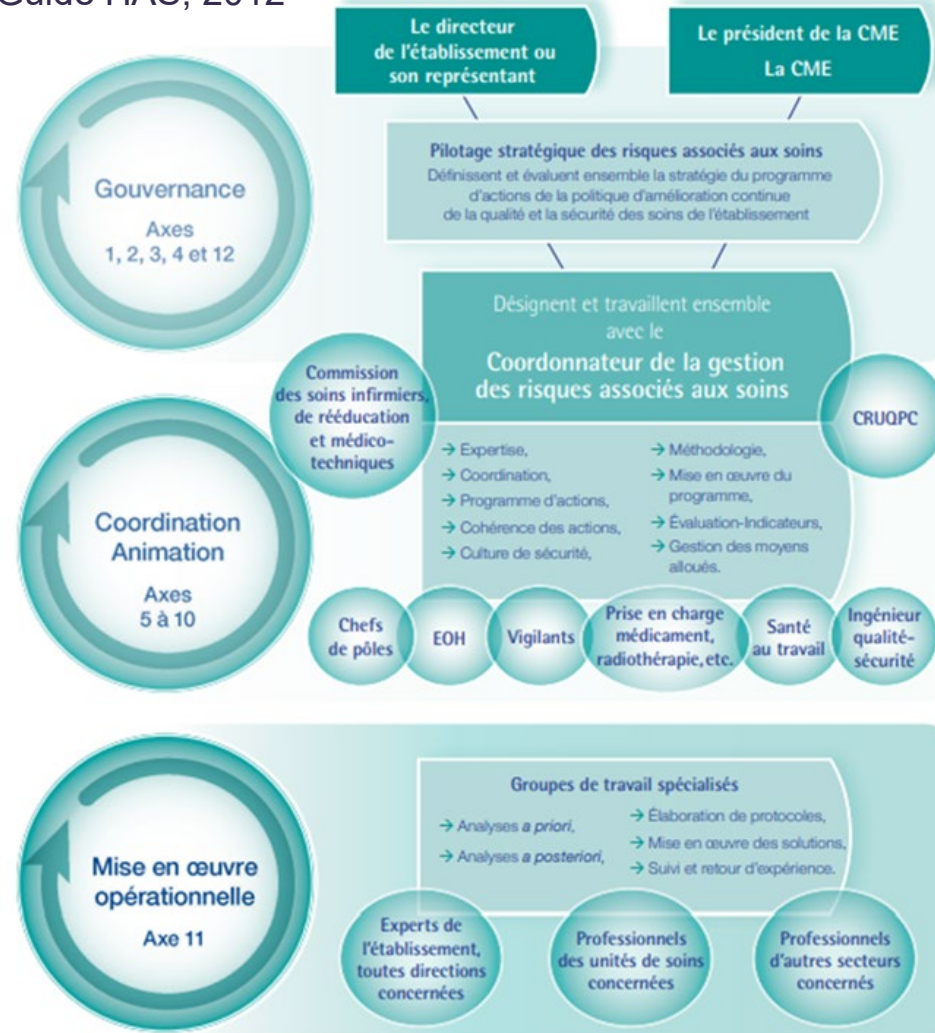 Guide HAS, 2012
Le directeur
de l'établissement ou
son représentant
Le président de la CME
La CME
Gouvernance
Axes
1, 2, 3, 4 et 12
Pilotage stratégique des risques associés aux soins
Définissent et évaluent ensemble la stratégie du programme
d'actions de la politique d'amélioration continue
de la qualité et la sécurité des soins de l'établissement
Désignent et travaillent ensemble
avec le
Coordonnateur de la gestion
des risques associés aux soins
Commission
des soins infirmiers,
de rééducation
et médico-
techniques
CRUQPC
→ Expertise,
→ Coordination,
→ Programme d'actions,
→ Cohérence des actions,
→ Culture de sécurité,
→ Méthodologie,
→ Mise en œuvre du
programme,
→ Évaluation-Indicateurs,
→ Gestion des moyens
alloués.
Coordination
Animation
Axes
5 à 10
Chefs
de pôles
EOH
Vigilants
Prise en charge
médicament,
radiothérapie, etc.
Santé
au travail
Ingénieur
qualité-
sécurité
Mise en œuvre
opérationnelle
Axe 11
Groupes de travail spécialisés
→ Analyses a priori,
→ Analyses a posteriori,
→ Élaboration de protocoles,
→ Mise en œuvre des solutions,
→ Suivi et retour d'expérience.
Experts de
l'établissement,
toutes directions
concernées
Professionnels
des unités de soins
concernées
Professionnels
d'autres secteurs
concernés